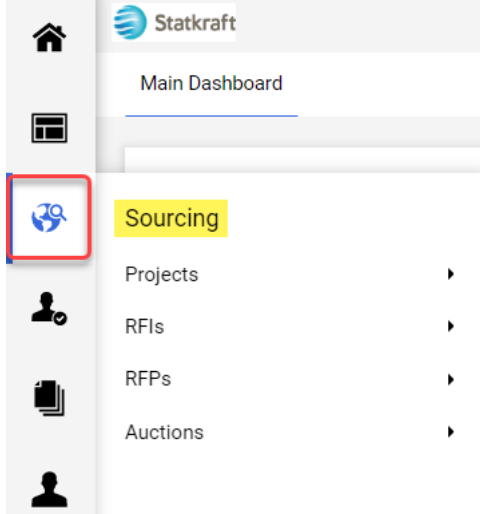 Statkraft
Main Dashboard
Sourcing
Projects
RFIs
RFPs
Auctions